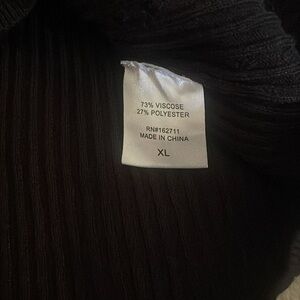 73% VISCOSE
27% POLYESTER
RN#162711
MADE IN CHINA
XL